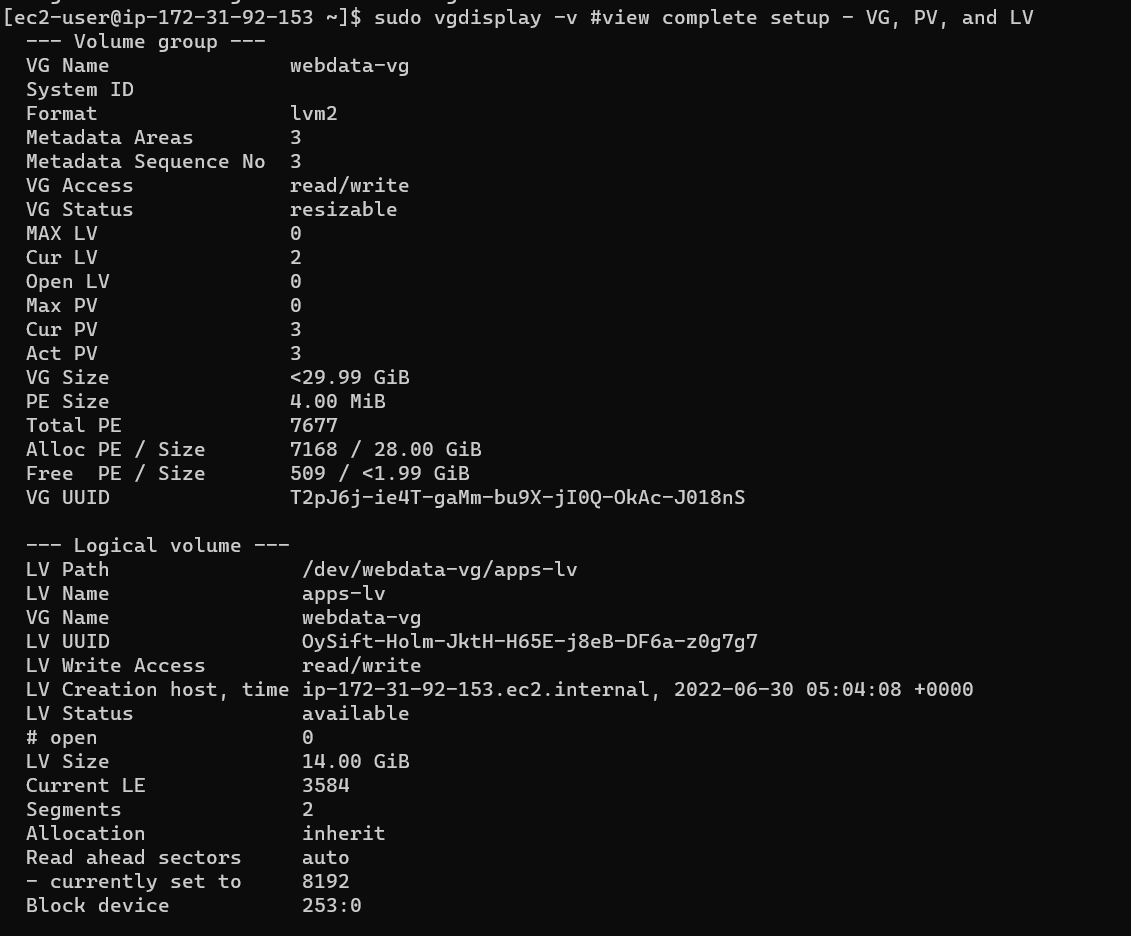 [ec2-user@ip-172-31-92-153 ~]$ sudo vgdisplay -v #view complete setup - VG, PV, and LV
--- Volume group ---
VG Name webdata-vg
System ID
Format lvm2
Metadata Areas 3
Metadata Sequence No 3
VG Access read/write
VG Status resizable
MAX LV 0
Cur LV 2
Open LV 0
Max PV 0
Cur PV 3
Act PV 3
VG Size <29.99 GiB
PE Size 4.00 MiB
Total PE 7677
Alloc PE / Size 7168 / 28.00 GiB
Free  PE / Size 509 / <1.99 GiB
VG UUID T2pJ6j-ie4T-gaMm-bu9X-jI0Q-OkAc-J018nS
--- Logical volume ---
LV Path /dev/webdata-vg/apps-lv
LV Name apps-lv
VG Name webdata-vg
LV UUID OySift-Holm-JktH-H65E-j8eB-DF6a-z0g7g7
LV Write Access read/write
LV Creation host, time ip-172-31-92-153.ec2.internal, 2022-06-30 05:04:08 +0000
LV Status available
# open 0
LV Size 14.00 GiB
Current LE 3584
Segments 2
Allocation inherit
Read ahead sectors auto
- currently set to 8192
Block device 253:0